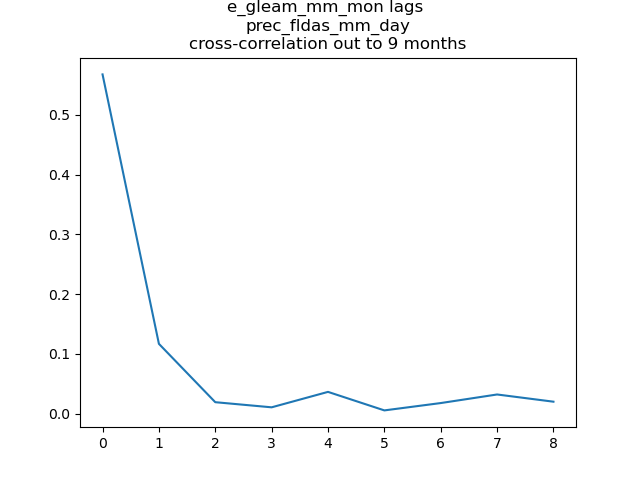 e_gleam_mm_mon lags
prec_fldas_mm_day
cross-correlation out to 9 months
0.5
0.4
0.3
0.2
0.1
0.0
0 1 2 3 4 5 6 7 8